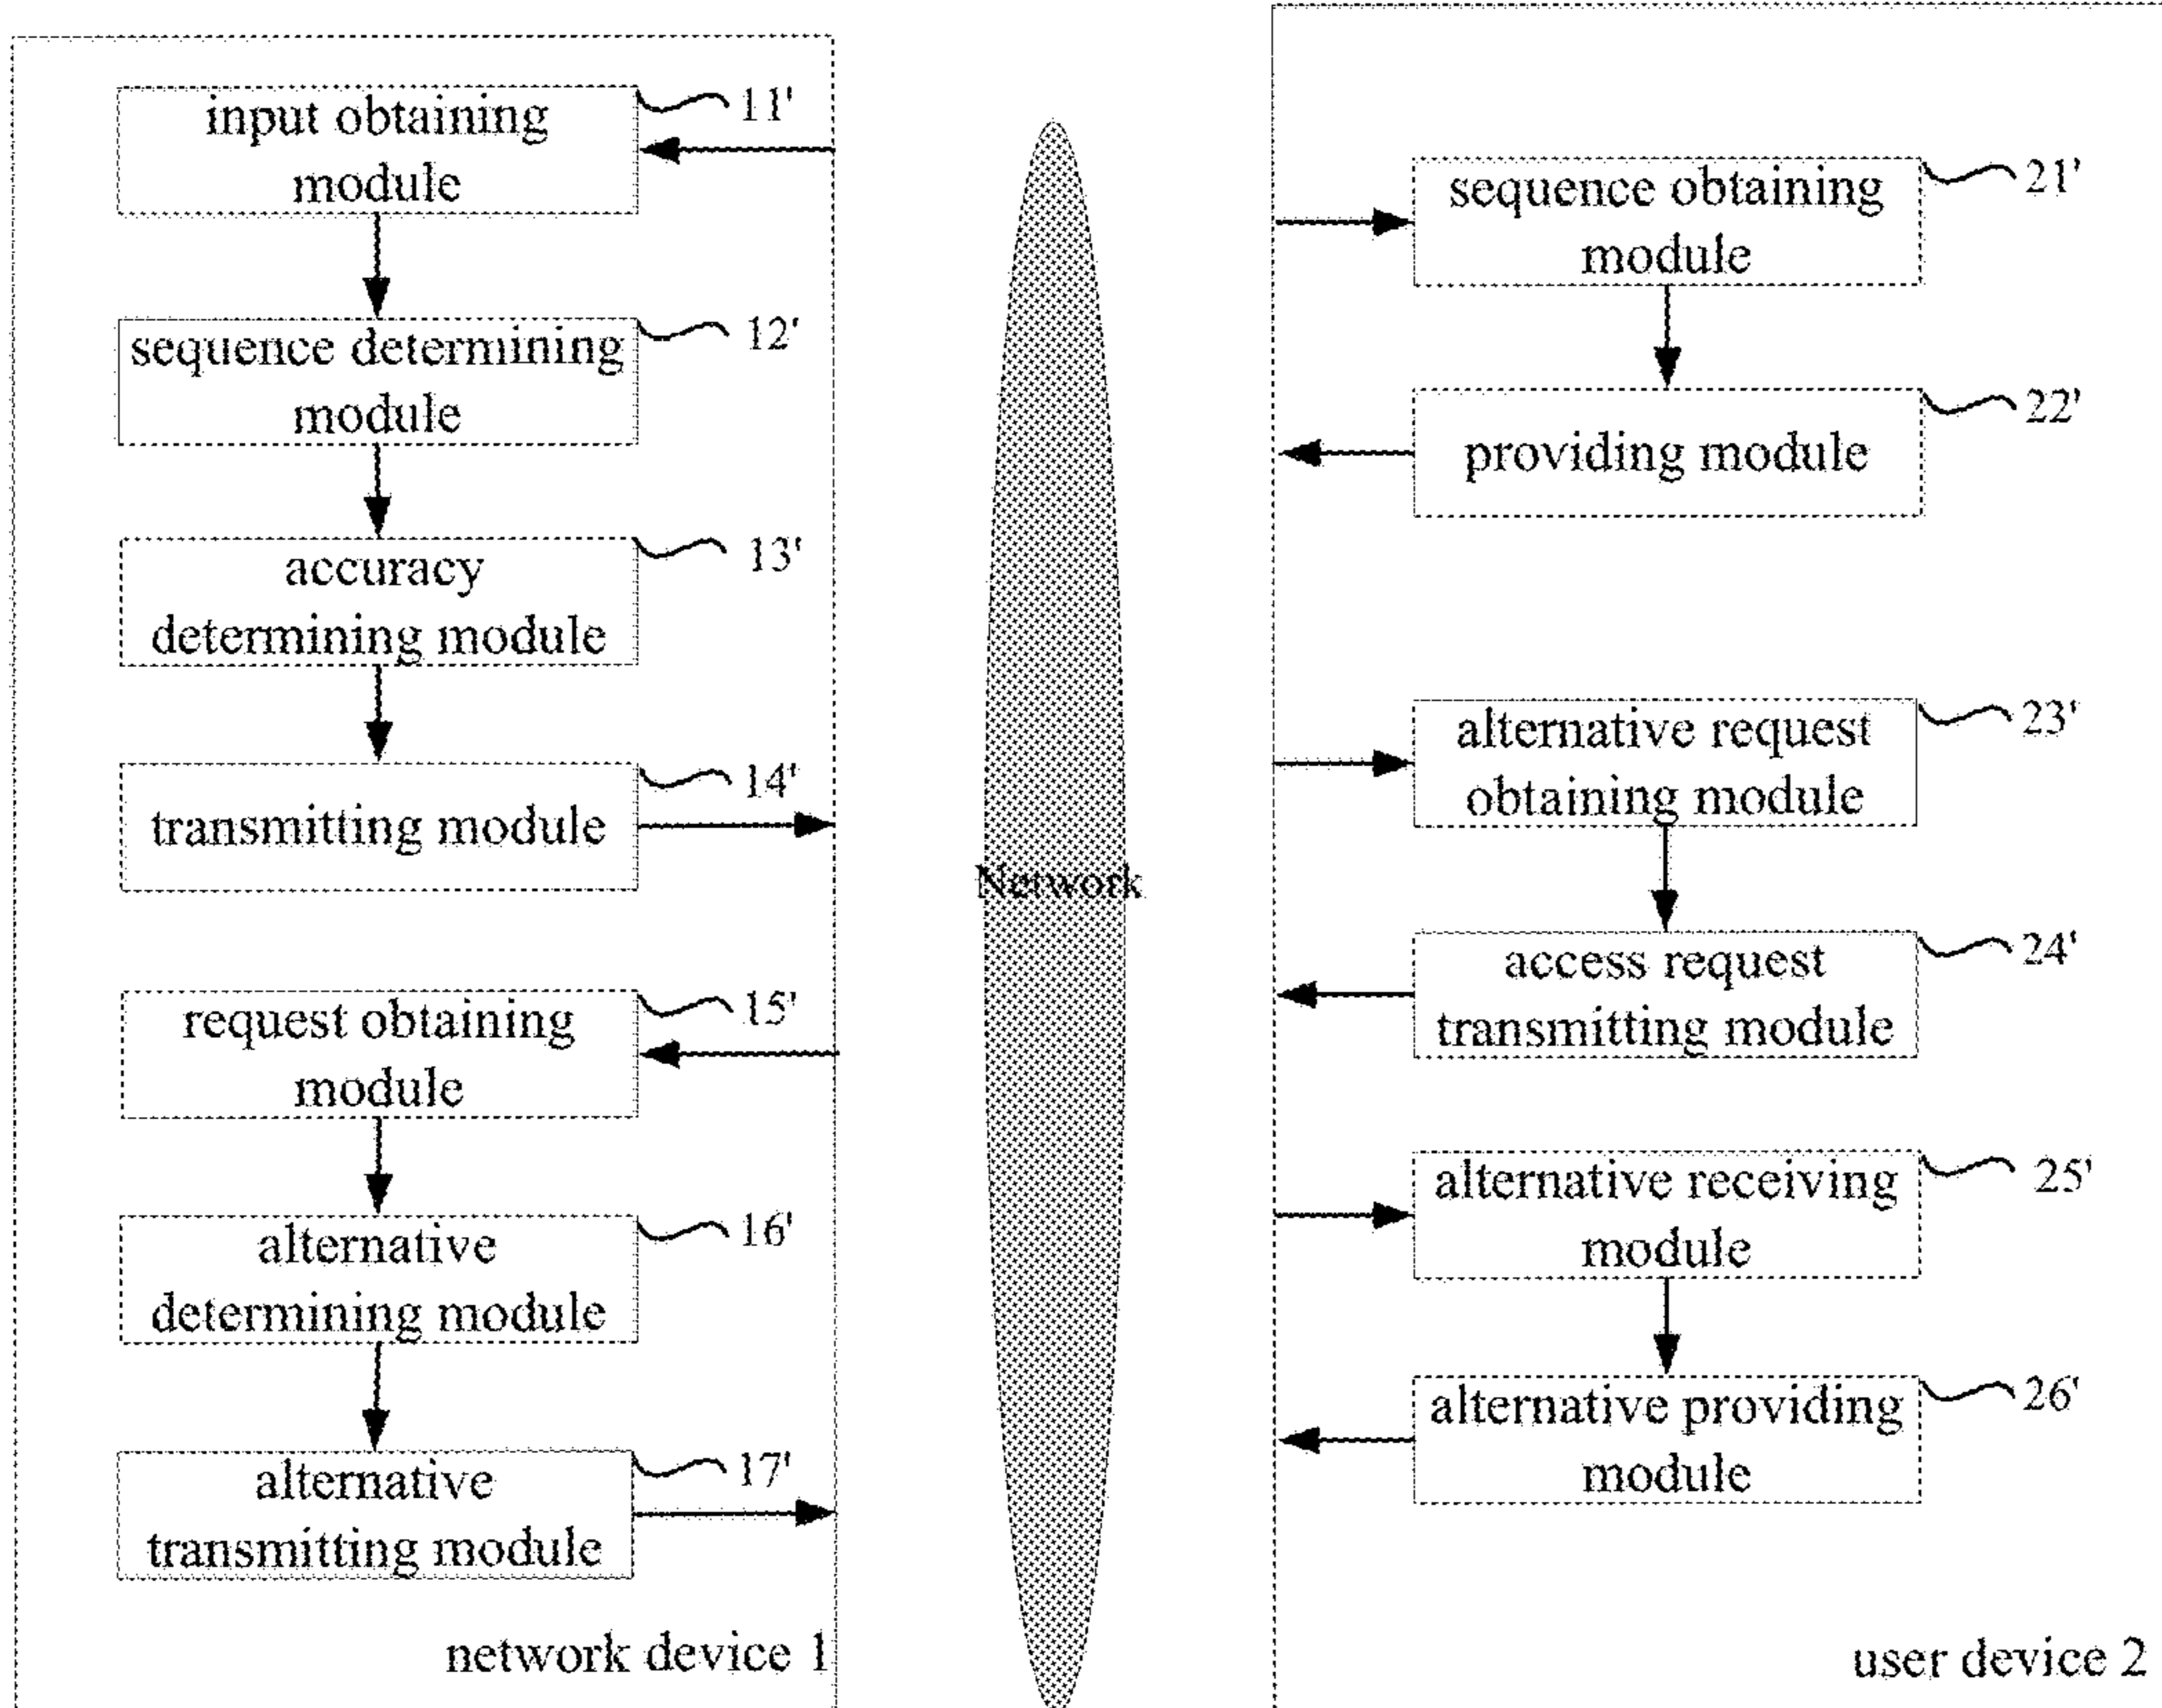 input obtaining
module
11'
sequence determining
module
12'
accuracy
determining module
13'
transmitting module
14'
request obtaining
module
15'
alternative
determining module
16'
alternative
transmitting module
17'
network device 1
Network
sequence obtaining
module
21'
providing module
22'
alternative request
obtaining module
23'
access request
transmitting module
24'
alternative receiving
module
25'
alternative providing
module
26'
user device 2